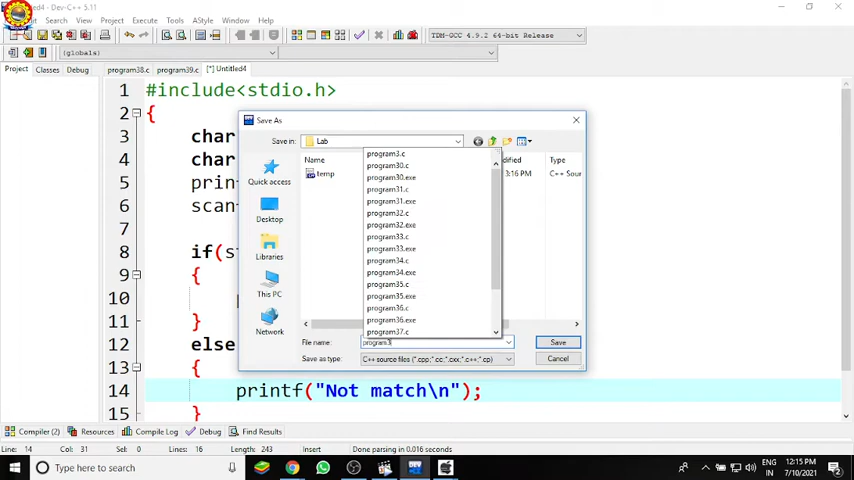 Untitled4 - Dev-C++ 5.11
Search View Project Execute Tools AStyle Window Help
TDM-GCC 4.9.2 64-bit Release
(globals)
Project Classes Debug program38.c program39.c [*] Untitled4
1 #include<stdio.h>
2 {
3 char
4 char
5
6 scan
7
8 if(s
9 {
10
11 }
12 else
13 {
14 printf("Not match\n");
15 }
Save As
Save in: Lab
Name Type
temp 3:16 PM
Quick access
Desktop
Libraries
This PC
Network
program3.c
program30.c
program30.exe
program31.c
program31.exe
program32.c
program32.exe
program33.c
program33.exe
program34.c
program34.exe
program35.c
program35.exe
program36.c
program36.exe
program37.c
File name: program3 Save
Save as type: C++ source files (*.cpp;*.cc;*.cxx;*.c++;*.cp) Cancel
Compiler (2) Resources Compile Log Debug Find Results
Line: 14 Col: 31 Sel: 0 Lines: 16 Length: 243 Insert Done parsing in 0.016 seconds
Type here to search
ENG
IN
12:15 PM
7/10/2021
2